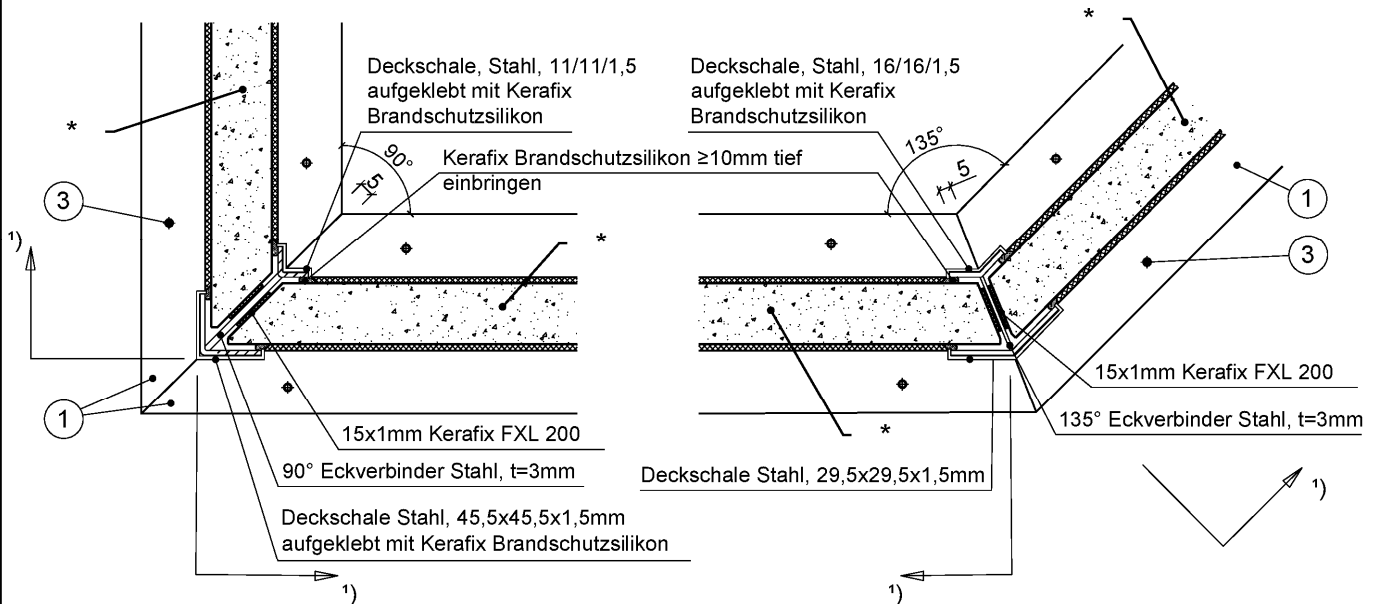 *
Deckschale, Stahl, 11/11/1,5
aufgeklebt mit Kerafix
Brandschutzsilikon
Deckschale, Stahl, 16/16/1,5
aufgeklebt mit Kerafix
Brandschutzsilikon
*
90°
5
Kerafix Brandschutzsilikon ≥10mm tief
einbringen
135°
5
3
1
¹)
*
3
15x1mm Kerafix FXL 200
1
135° Eckverbinder Stahl, t=3mm
15x1mm Kerafix FXL 200
*
90° Eckverbinder Stahl, t=3mm
Deckschale Stahl, 29,5x29,5x1,5mm
¹)
Deckschale Stahl, 45,5x45,5x1,5mm
aufgeklebt mit Kerafix Brandschutzsilikon
¹)
¹)